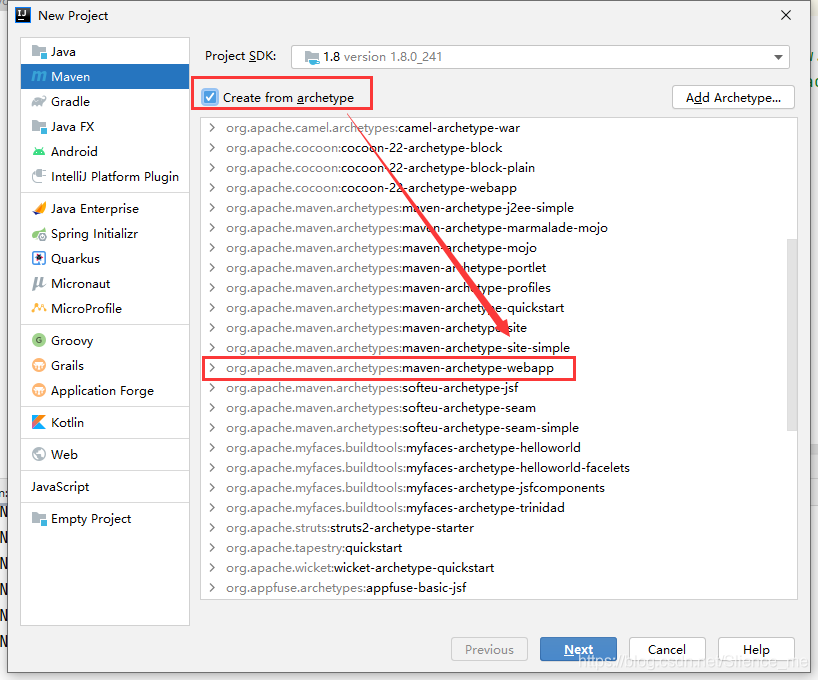 New Project
Java
Maven
Gradle
Java FX
Android
IntelliJ Platform Plugin
Java Enterprise
Spring Initializr
Quarkus
Micronaut
MicroProfile
Groovy
Grails
Application Forge
Kotlin
Web
JavaScript
Empty Project
Project SDK:
1.8 version 1.8.0_241
Create from archetype
Add Archetype...
org.apache.camel.archetypes:camel-archetype-war
org.apache.cocoon:cocoon-22-archetype-block
org.apache.cocoon:cocoon-22-archetype-block-plain
org.apache.cocoon:cocoon-22-archetype-webapp
org.apache.maven.archetypes:maven-archetype-j2ee-simple
org.apache.maven.archetypes:maven-archetype-marmalade-mojo
org.apache.maven.archetypes:maven-archetype-mojo
org.apache.maven.archetypes:maven-archetype-portlet
org.apache.maven.archetypes:maven-archetype-profiles
org.apache.maven.archetypes:maven-archetype-quickstart
org.apache.maven.archetypes:maven-archetype-site
org.apache.maven.archetypes:maven-archetype-site-simple
org.apache.maven.archetypes:maven-archetype-webapp
org.apache.maven.archetypes:softeu-archetype-jsf
org.apache.maven.archetypes:softeu-archetype-seam
org.apache.maven.archetypes:softeu-archetype-seam-simple
org.apache.myfaces.buildtools:myfaces-archetype-helloworld
org.apache.myfaces.buildtools:myfaces-archetype-helloworld-facelets
org.apache.myfaces.buildtools:myfaces-archetype-jsfcomponents
org.apache.myfaces.buildtools:myfaces-archetype-trinidad
org.apache.struts:struts2-archetype-starter
org.apache.tapestry:quickstart
org.apache.wicket:wicket-archetype-quickstart
org.appfuse.archetypes:appfuse-basic-jsf
Previous
Next
Cancel
Help
https://blog.csdn.net/Silence_me